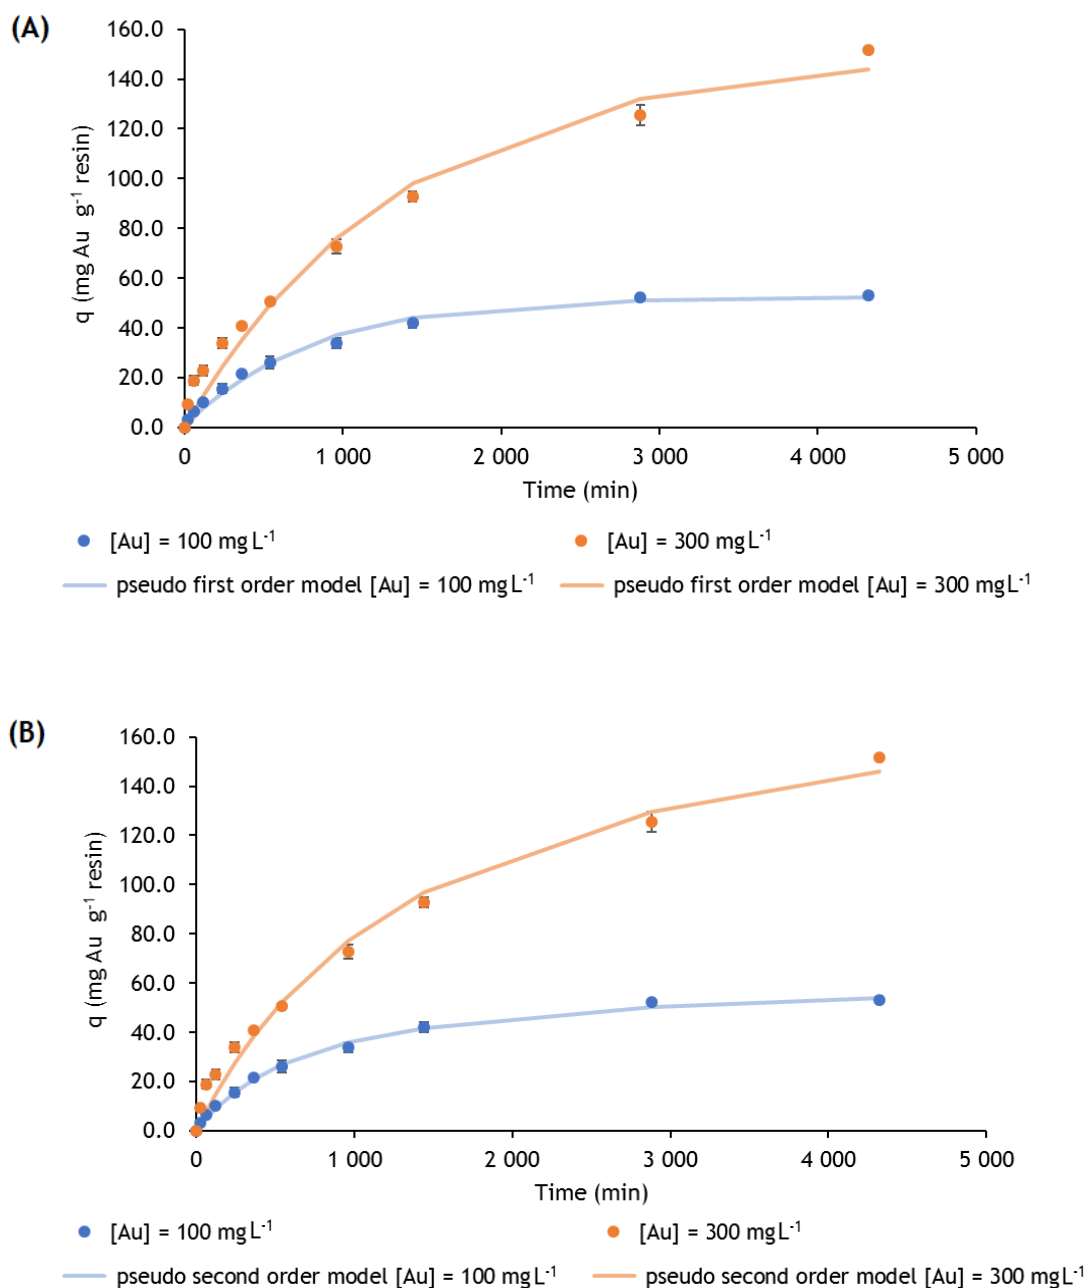 (A)
160.0
140.0
120.0
100.0
80.0
60.0
40.0
20.0
0.0
q (mg Au g⁻¹ resin)
0 1 000 2 000 3 000 4 000 5 000
Time (min)
[Au] = 100 mg L⁻¹ [Au] = 300 mg L⁻¹
pseudo first order model [Au] = 100 mg L⁻¹ pseudo first order model [Au] = 300 mg L⁻¹
(B)
160.0
140.0
120.0
100.0
80.0
60.0
40.0
20.0
0.0
q (mg Au g⁻¹ resin)
0 1 000 2 000 3 000 4 000 5 000
Time (min)
[Au] = 100 mg L⁻¹ [Au] = 300 mg L⁻¹
pseudo second order model [Au] = 100 mg L⁻¹ pseudo second order model [Au] = 300 mg L⁻¹